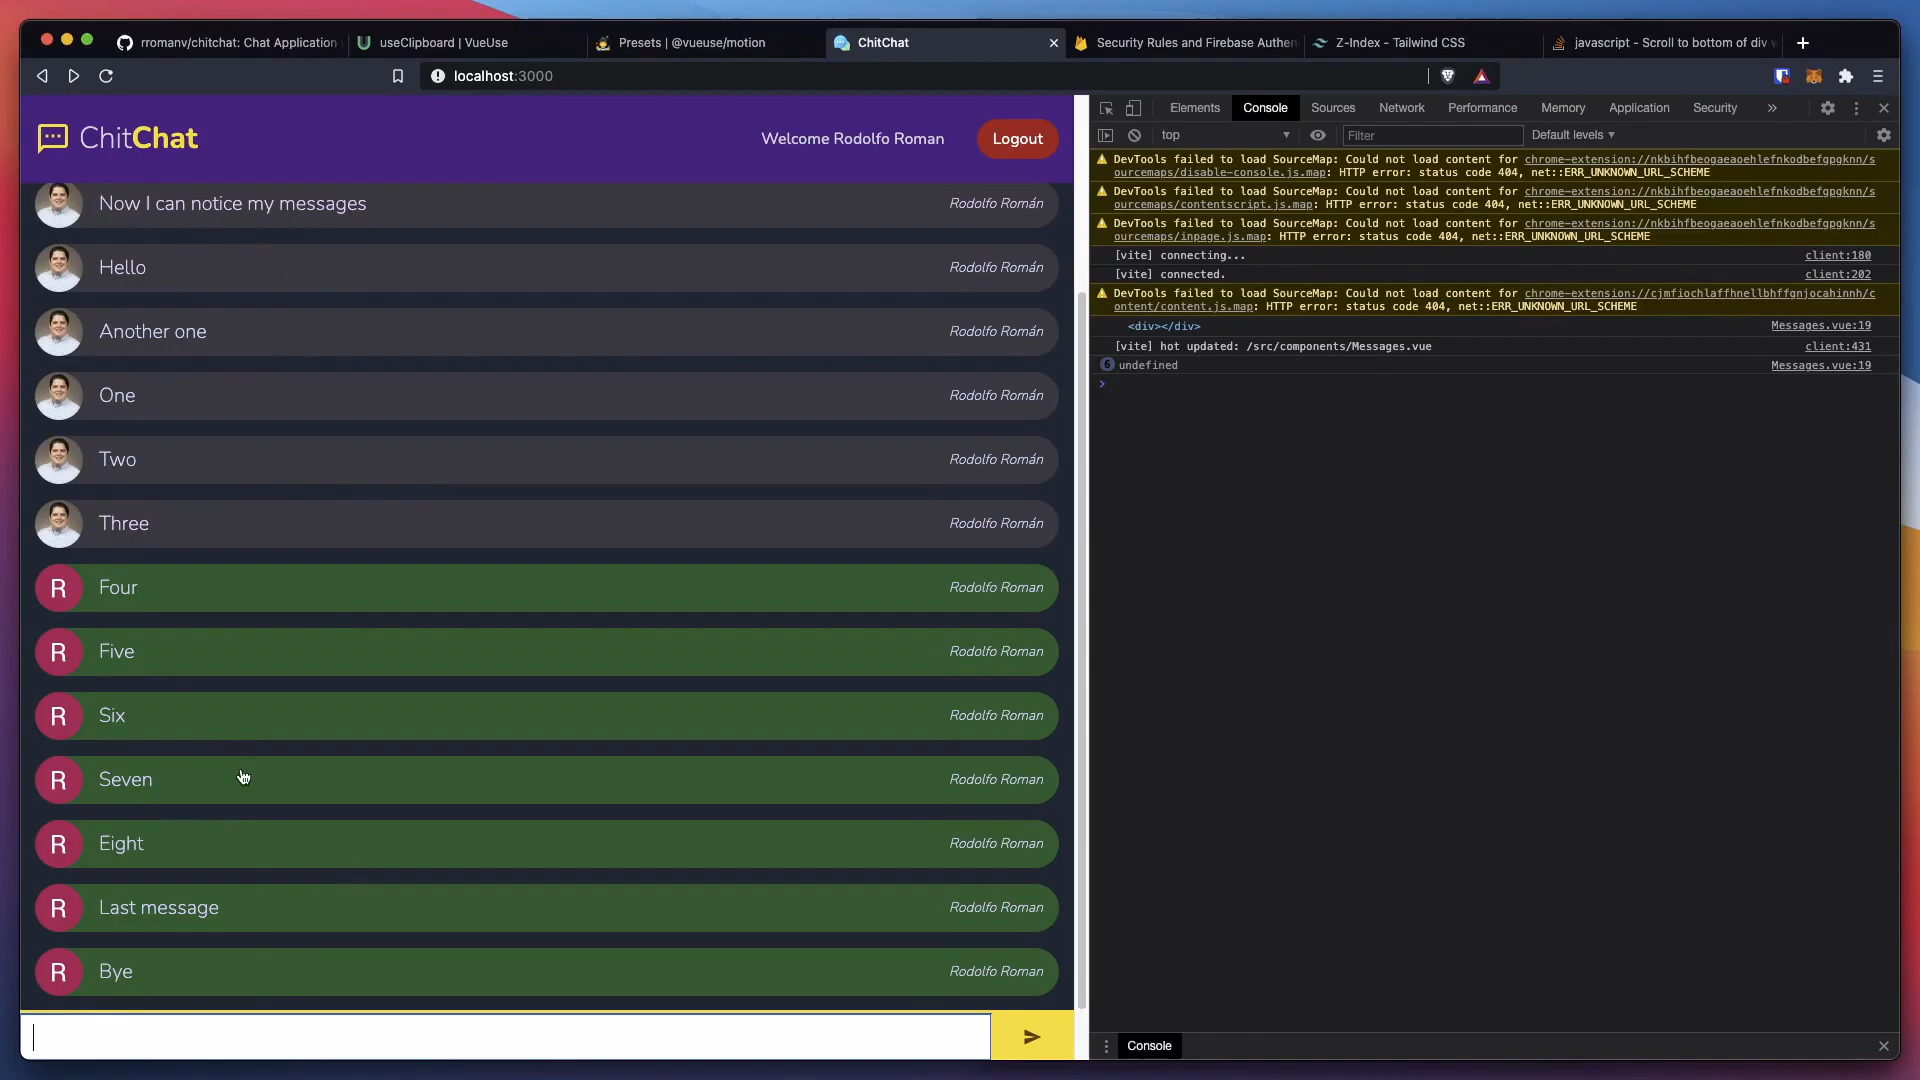 rromanv/chitchat: Chat Application
useClipboard | VueUse
Presets | @vueuse/motion
ChitChat
Security Rules and Firebase Authen
Z-Index - Tailwind CSS
javascript - Scroll to bottom of div
localhost:3000
ChitChat
Welcome Rodolfo Roman
Logout
Now I can notice my messages
Rodolfo Román
Hello
Rodolfo Román
Another one
Rodolfo Román
One
Rodolfo Román
Two
Rodolfo Román
Three
Rodolfo Román
R
Four
Rodolfo Roman
R
Five
Rodolfo Roman
R
Six
Rodolfo Roman
R
Seven
Rodolfo Roman
R
Eight
Rodolfo Roman
R
Last message
Rodolfo Roman
R
Bye
Rodolfo Roman
Elements
Console
Sources
Network
Performance
Memory
Application
Security
»
top
Filter
Default levels
DevTools failed to load SourceMap: Could not load content for chrome-extension://nkbihfbeogaeaoehlefnkodbefgpgknn/s
ourcemaps/disable-console.js.map: HTTP error: status code 404, net::ERR_UNKNOWN_URL_SCHEME
DevTools failed to load SourceMap: Could not load content for chrome-extension://nkbihfbeogaeaoehlefnkodbefgpgknn/s
ourcemaps/contentscript.js.map: HTTP error: status code 404, net::ERR_UNKNOWN_URL_SCHEME
DevTools failed to load SourceMap: Could not load content for chrome-extension://nkbihfbeogaeaoehlefnkodbefgpgknn/s
ourcemaps/inpage.js.map: HTTP error: status code 404, net::ERR_UNKNOWN_URL_SCHEME
[vite] connecting...
client:180
[vite] connected.
client:202
DevTools failed to load SourceMap: Could not load content for chrome-extension://cjmfiochlaffhnellbhffgnjocahinnh/c
ontent/content.js.map: HTTP error: status code 404, net::ERR_UNKNOWN_URL_SCHEME
<div></div>
Messages.vue:19
[vite] hot updated: /src/components/Messages.vue
client:431
6 undefined
Messages.vue:19
Console